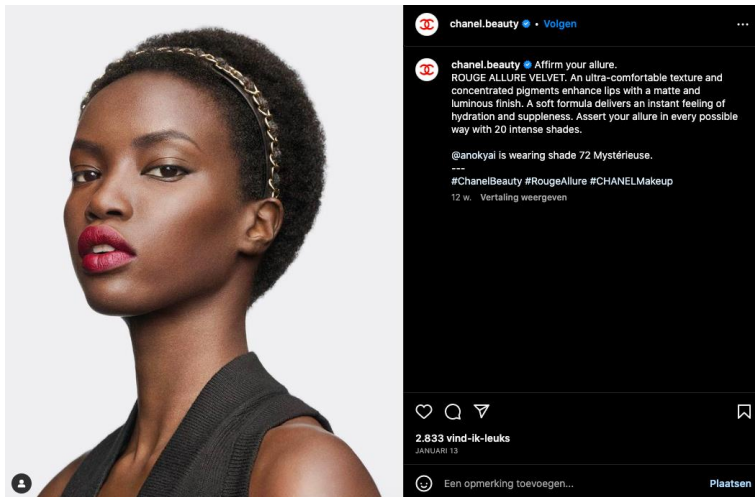 chanel.beauty • Volgen
chanel.beauty Affirm your allure.
ROUGE ALLURE VELVET. An ultra-comfortable texture and
concentrated pigments enhance lips with a matte and
luminous finish. A soft formula delivers an instant feeling of
hydration and suppleness. Assert your allure in every possible
way with 20 intense shades.
@anokyai is wearing shade 72 Mystérieuse.
---
#ChanelBeauty #RougeAllure #CHANELMakeup
12 w. Vertaling weergeven
2.833 vind-ik-leuks
JANUARI 13
Een opmerking toevoegen... Plaatsen